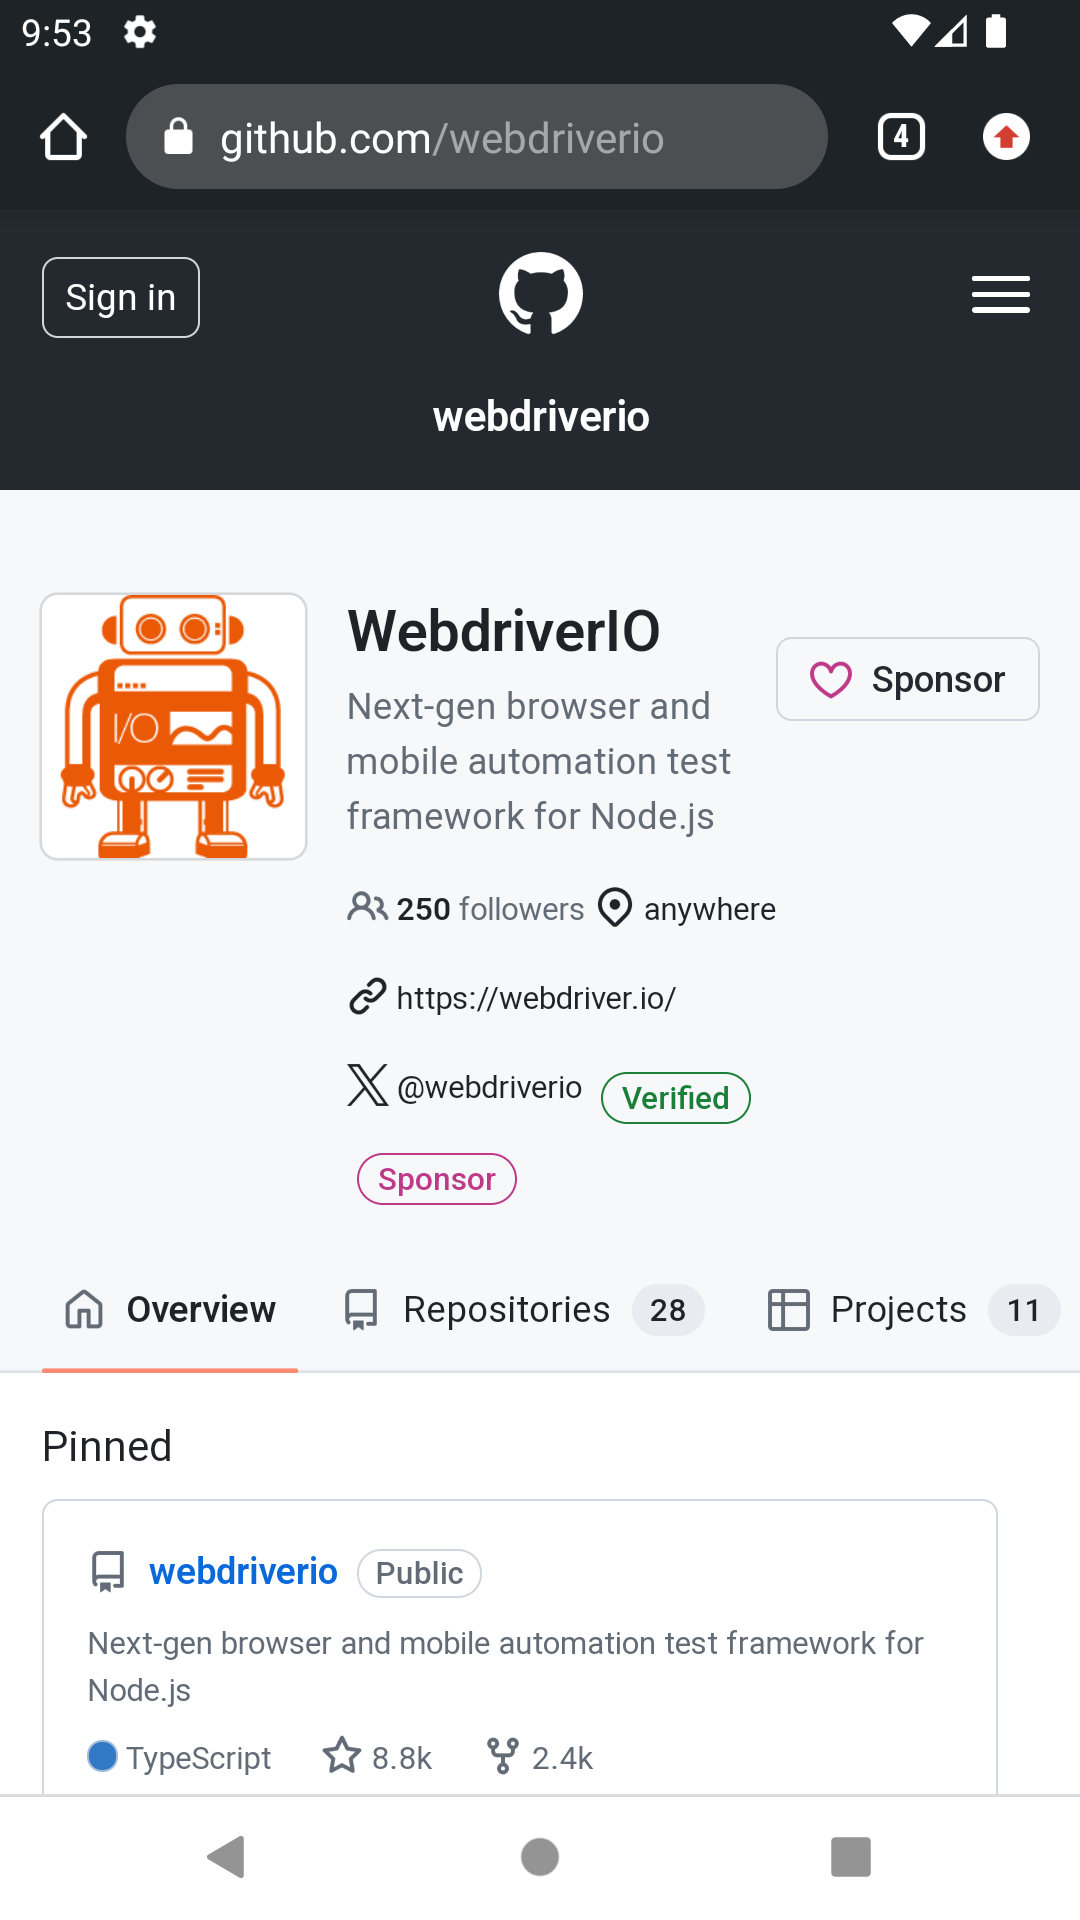 9:53
github.com/webdriverio
4
Sign in
webdriverio
I/O
WebdriverIO
Next-gen browser and
mobile automation test
framework for Node.js
Sponsor
250 followers anywhere
https://webdriver.io/
@webdriverio Verified
Sponsor
Overview Repositories 28 Projects 11
Pinned
webdriverio Public
Next-gen browser and mobile automation test framework for
Node.js
TypeScript 8.8k 2.4k